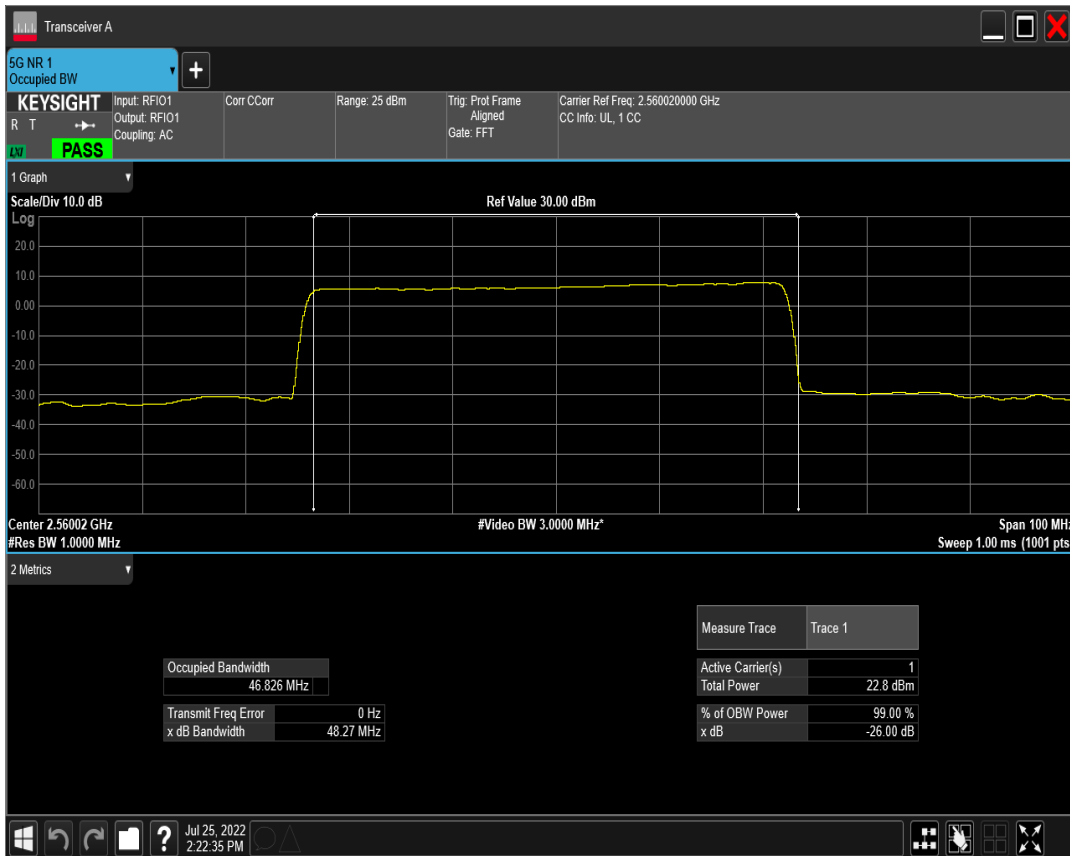 Transceiver A
5G NR 1
Occupied BW
+
KEYSIGHT
R T
LXI
PASS
Input: RFIO1
Output: RFIO1
Coupling: AC
Corr CCorr
Range: 25 dBm
Trig: Prot Frame
Aligned
Gate: FFT
Carrier Ref Freq: 2.560020000 GHz
CC Info: UL, 1 CC
1 Graph
Scale/Div 10.0 dB
Ref Value 30.00 dBm
Log
20.0
10.0
0.00
-10.0
-20.0
-30.0
-40.0
-50.0
-60.0
Center 2.56002 GHz
#Video BW 3.0000 MHz*
Span 100 MHz
#Res BW 1.0000 MHz
Sweep 1.00 ms (1001 pts
2 Metrics
Measure Trace Trace 1
Occupied Bandwidth
46.826 MHz
Active Carrier(s) 1
Total Power 22.8 dBm
Transmit Freq Error 0 Hz
x dB Bandwidth 48.27 MHz
% of OBW Power 99.00 %
x dB -26.00 dB
?
Jul 25, 2022
2:22:35 PM